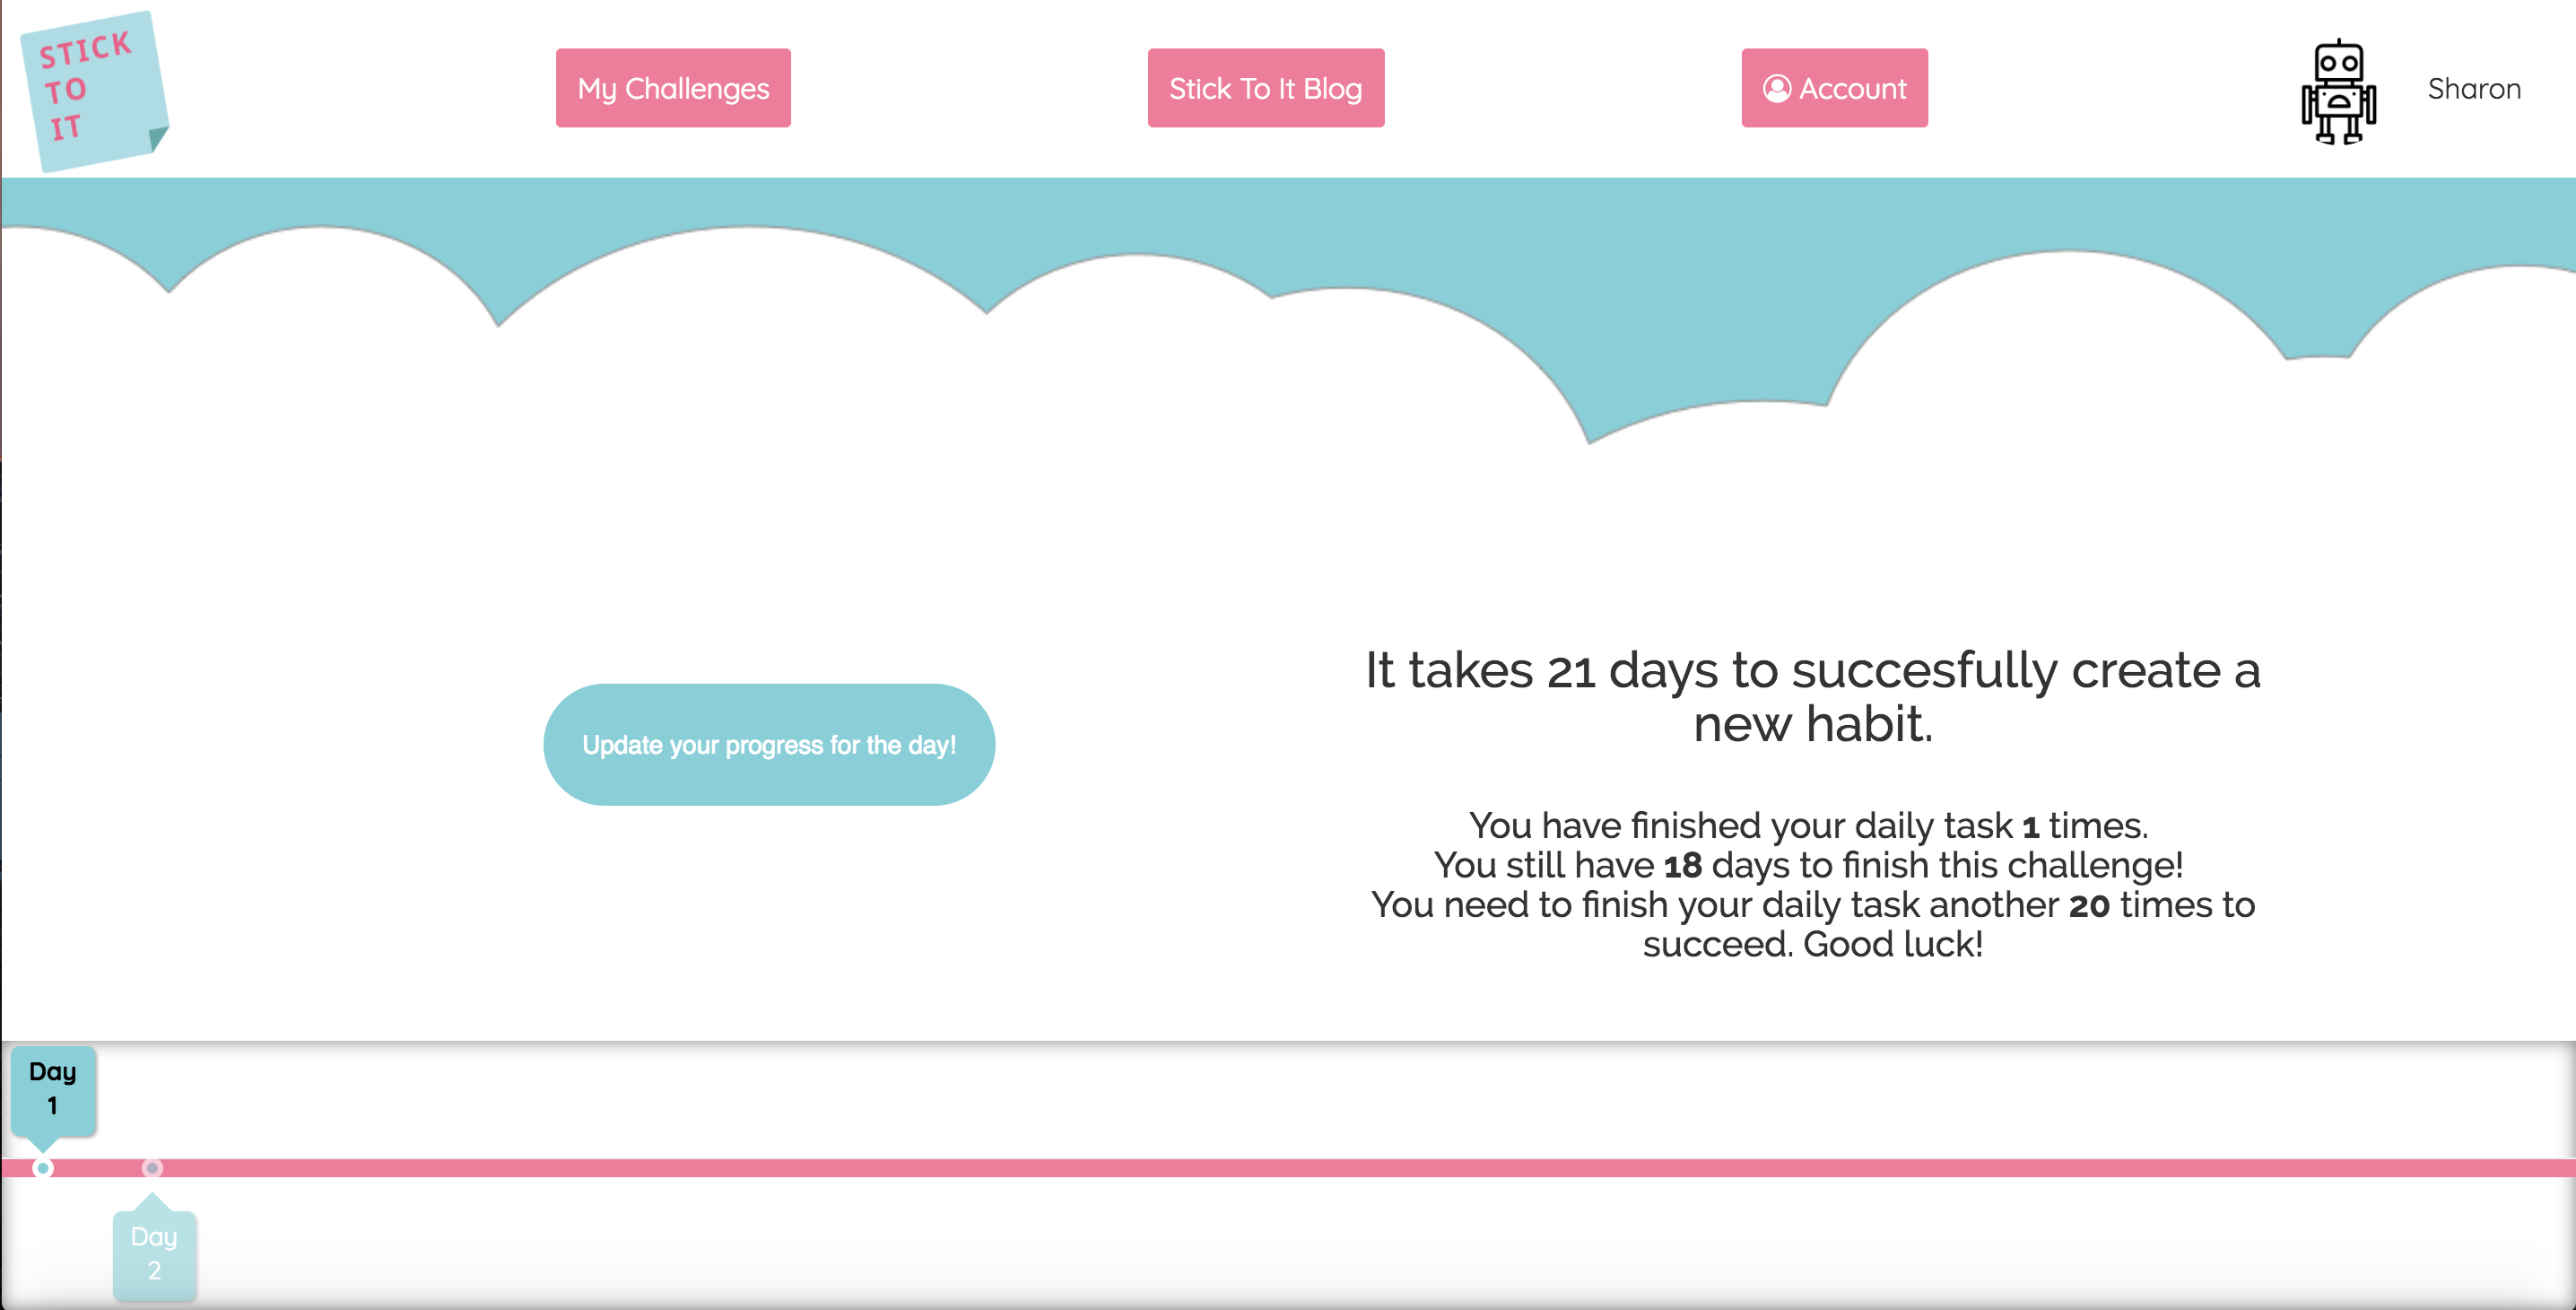 STICK
TO
IT
My Challenges
Stick To It Blog
Account
Sharon
It takes 21 days to succesfully create a
new habit.
Update your progress for the day!
You have finished your daily task 1 times.
You still have 18 days to finish this challenge!
You need to finish your daily task another 20 times to
succeed. Good luck!
Day
1
Day
2